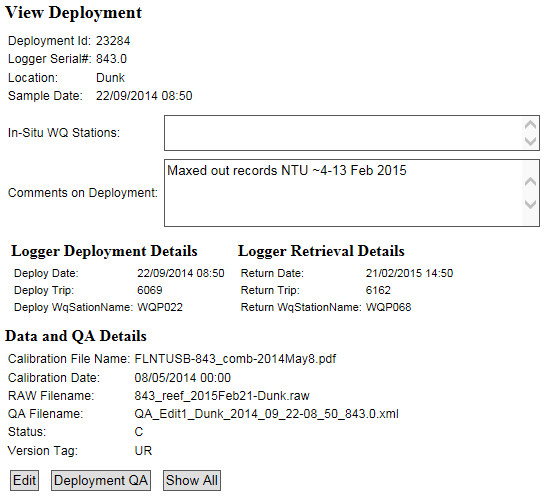 View Deployment
Deployment Id: 23284
Logger Serial#: 843.0
Location: Dunk
Sample Date: 22/09/2014 08:50
In-Situ WQ Stations:
Comments on Deployment: Maxed out records NTU ~4-13 Feb 2015
Logger Deployment Details
Deploy Date: 22/09/2014 08:50
Deploy Trip: 6069
Deploy WqSationName: WQP022
Logger Retrieval Details
Return Date: 21/02/2015 14:50
Return Trip: 6162
Return WqStationName: WQP068
Data and QA Details
Calibration File Name: FLNTUSB-843_comb-2014May8.pdf
Calibration Date: 08/05/2014 00:00
RAW Filename: 843_reef_2015Feb21-Dunk.raw
QA Filename: QA_Edit1_Dunk_2014_09_22-08_50_843.0.xml
Status: C
Version Tag: UR
Edit Deployment QA Show All